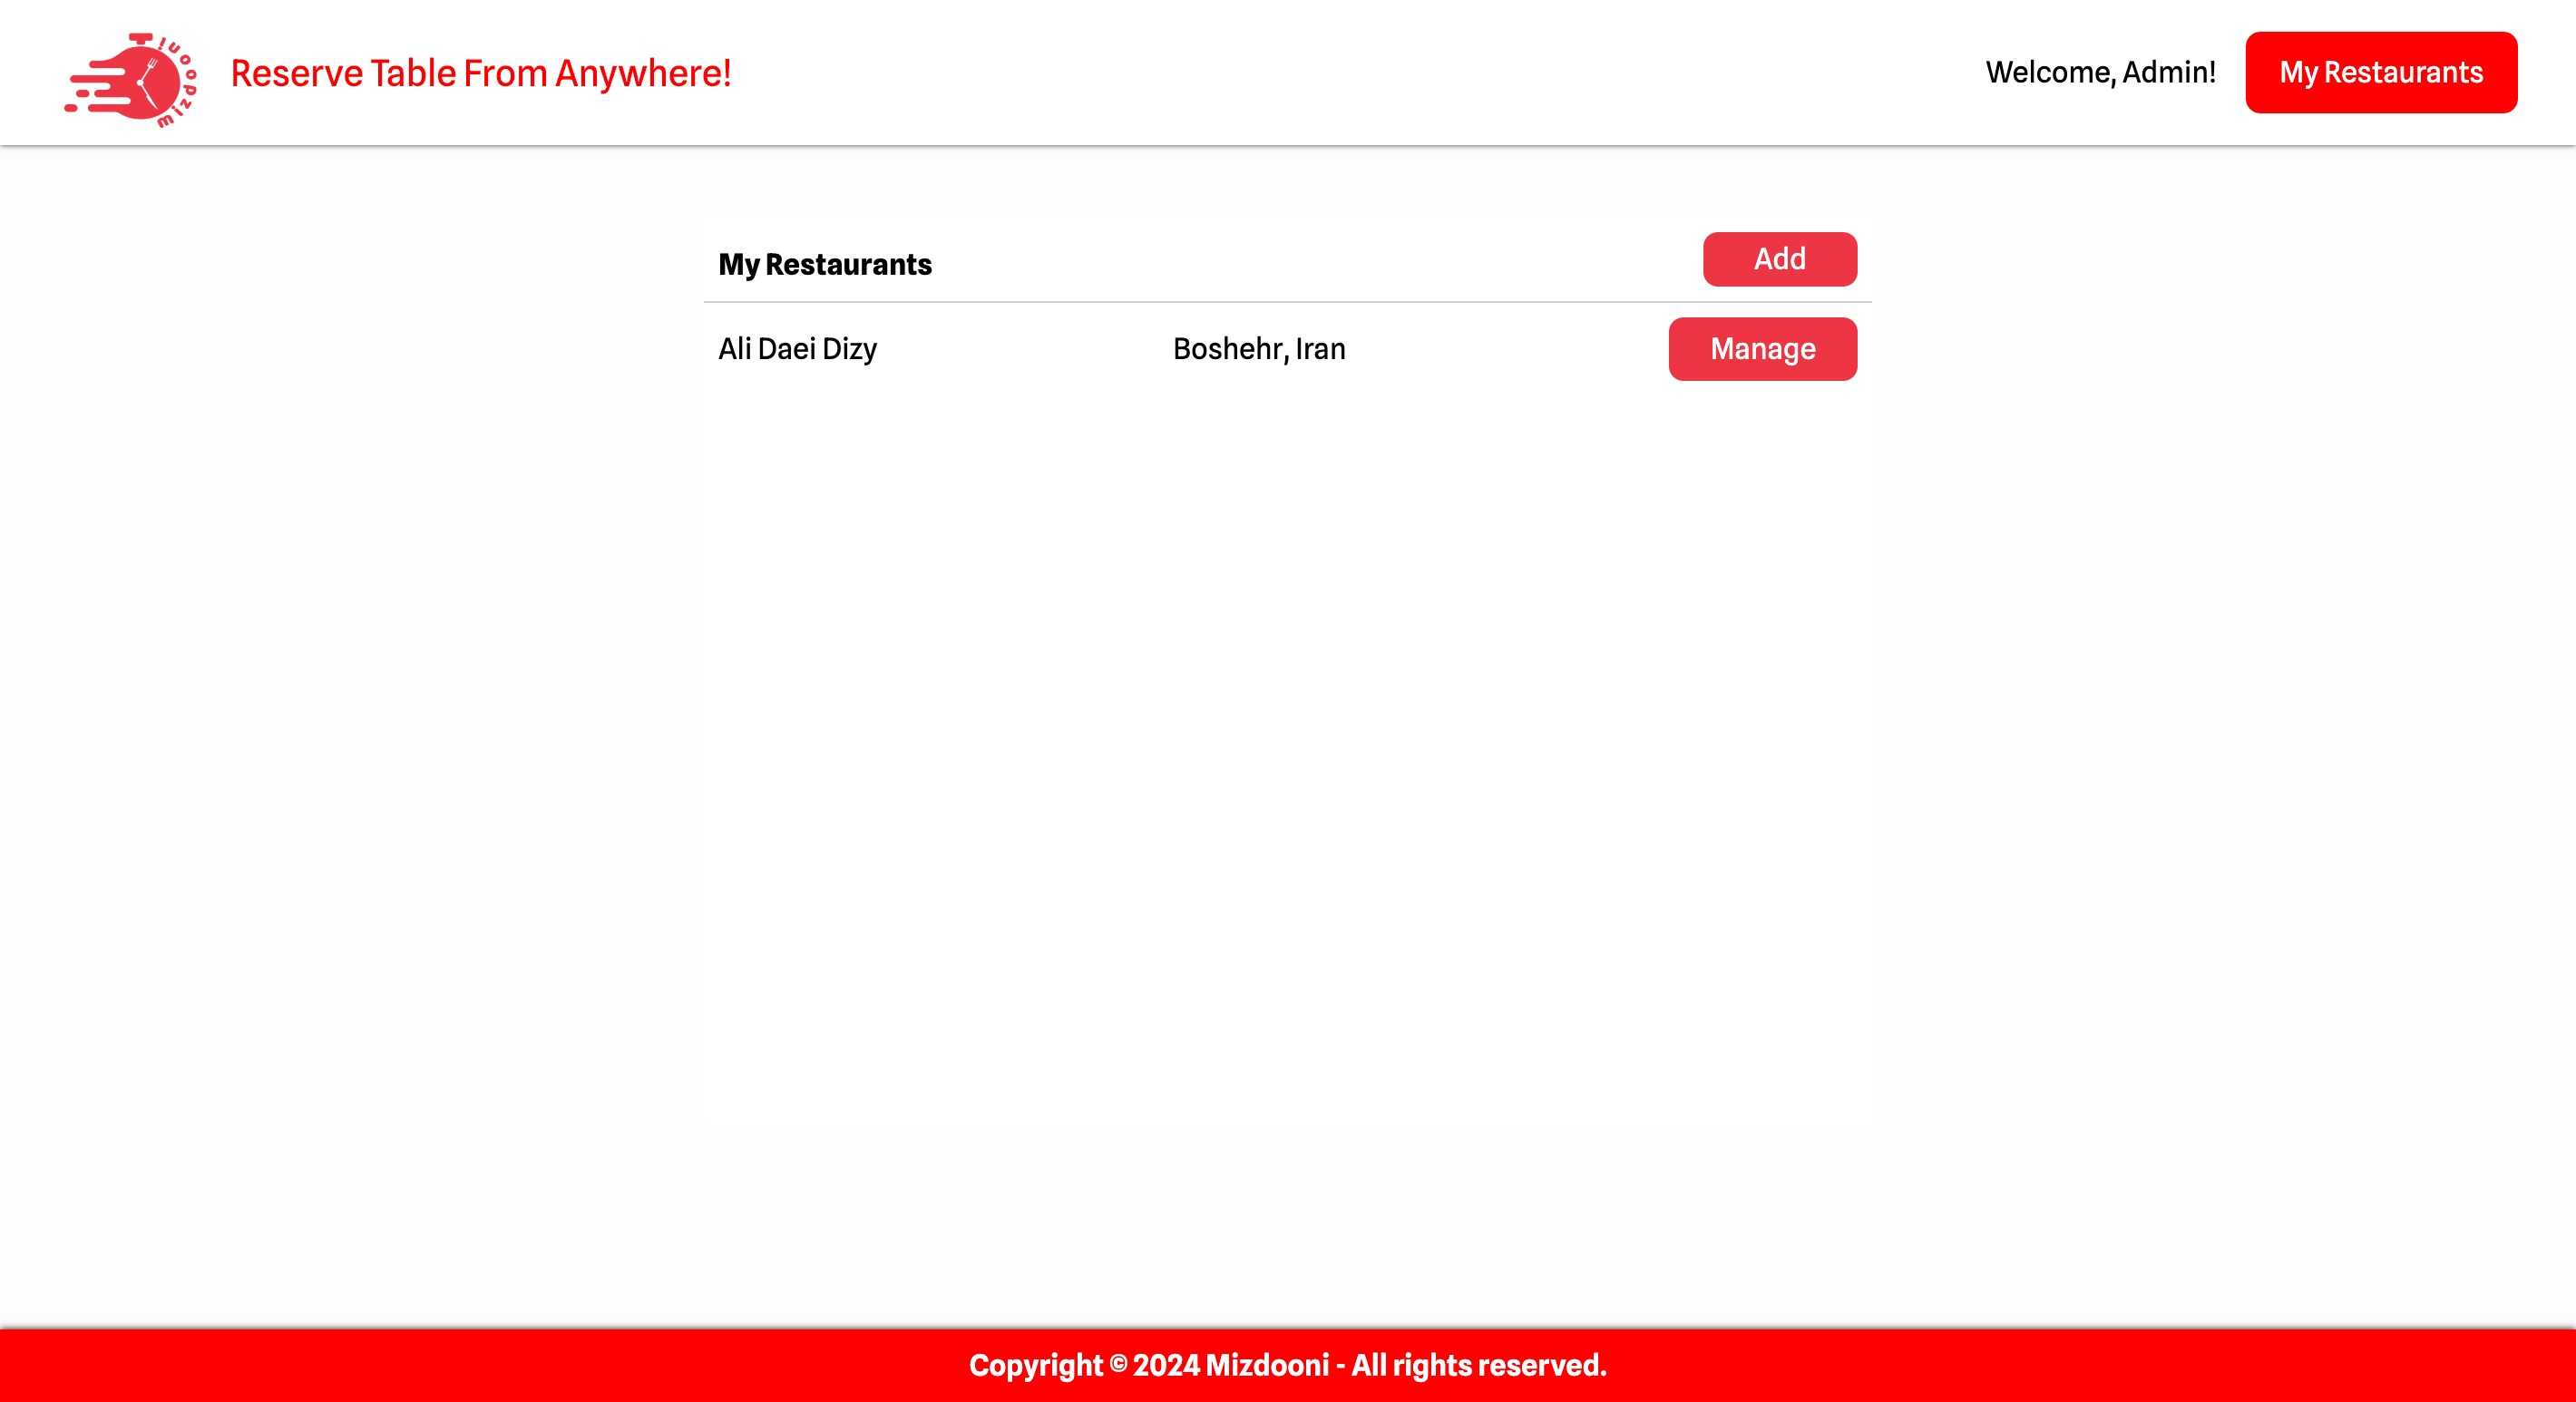 mizdooni!
Reserve Table From Anywhere!
Welcome, Admin!
My Restaurants
My Restaurants
Add
Ali Daei Dizy
Boshehr, Iran
Manage
Copyright © 2024 Mizdooni - All rights reserved.